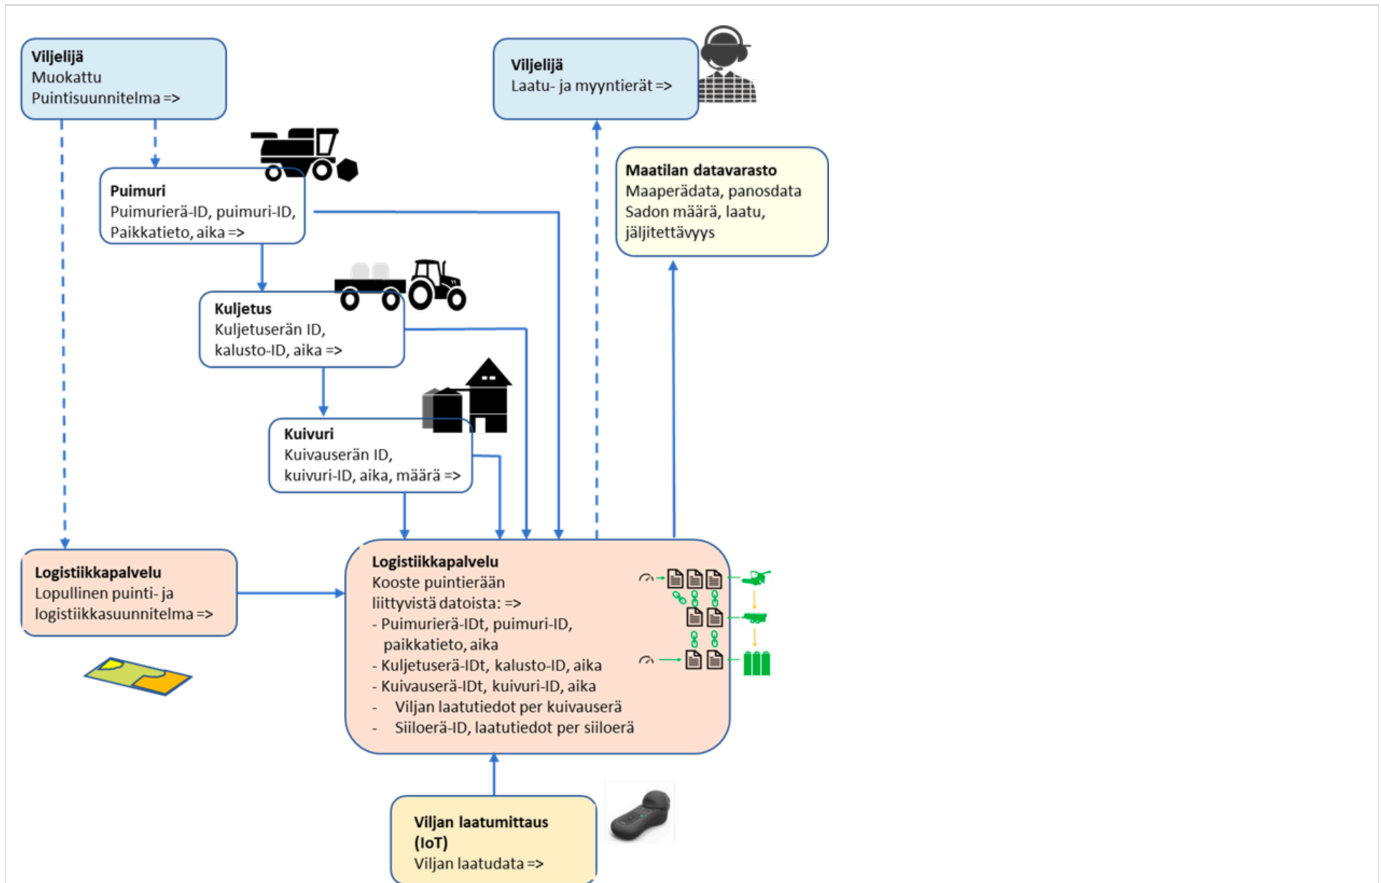 Viljelijä
Muokattu
Puintisuunnitelma =>
Viljelijä
Laatu- ja myyntierät =>
Maatilan datavarasto
Maaperädata, panosdata
Sadon määrä, laatu,
jäljitettävyys
Puimuri
Puimurierä-ID, puimuri-ID,
Paikkatieto, aika =>
Kuljetus
Kuljetuserän ID,
kalusto-ID, aika =>
Kuivuri
Kuivauserän ID,
kuivuri-ID, aika, määrä =>
Logistiikkapalvelu
Lopullinen puinti- ja
logistiikkasuunnitelma =>
Logistiikkapalvelu
Kooste puintierään
liittyvistä datoista: =>
- Puimurierä-IDt, puimuri-ID,
paikkatieto, aika
- Kuljetuserä-IDt, kalusto-ID, aika
- Kuivauserä-IDt, kuivuri-ID, aika
- Viljan laatutiedot per kuivauserä
- Siiloerä-ID, laatutiedot per siiloerä
Viljan laatumittaus
(IoT)
Viljan laatudata =>